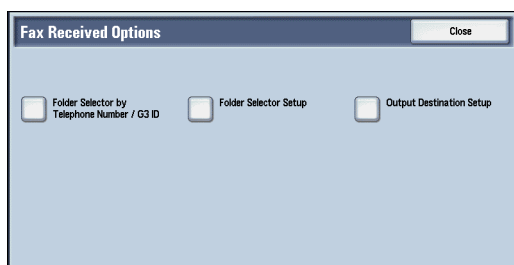 Fax Received Options
Close
Folder Selector by
Telephone Number / G3 ID
Folder Selector Setup
Output Destination Setup